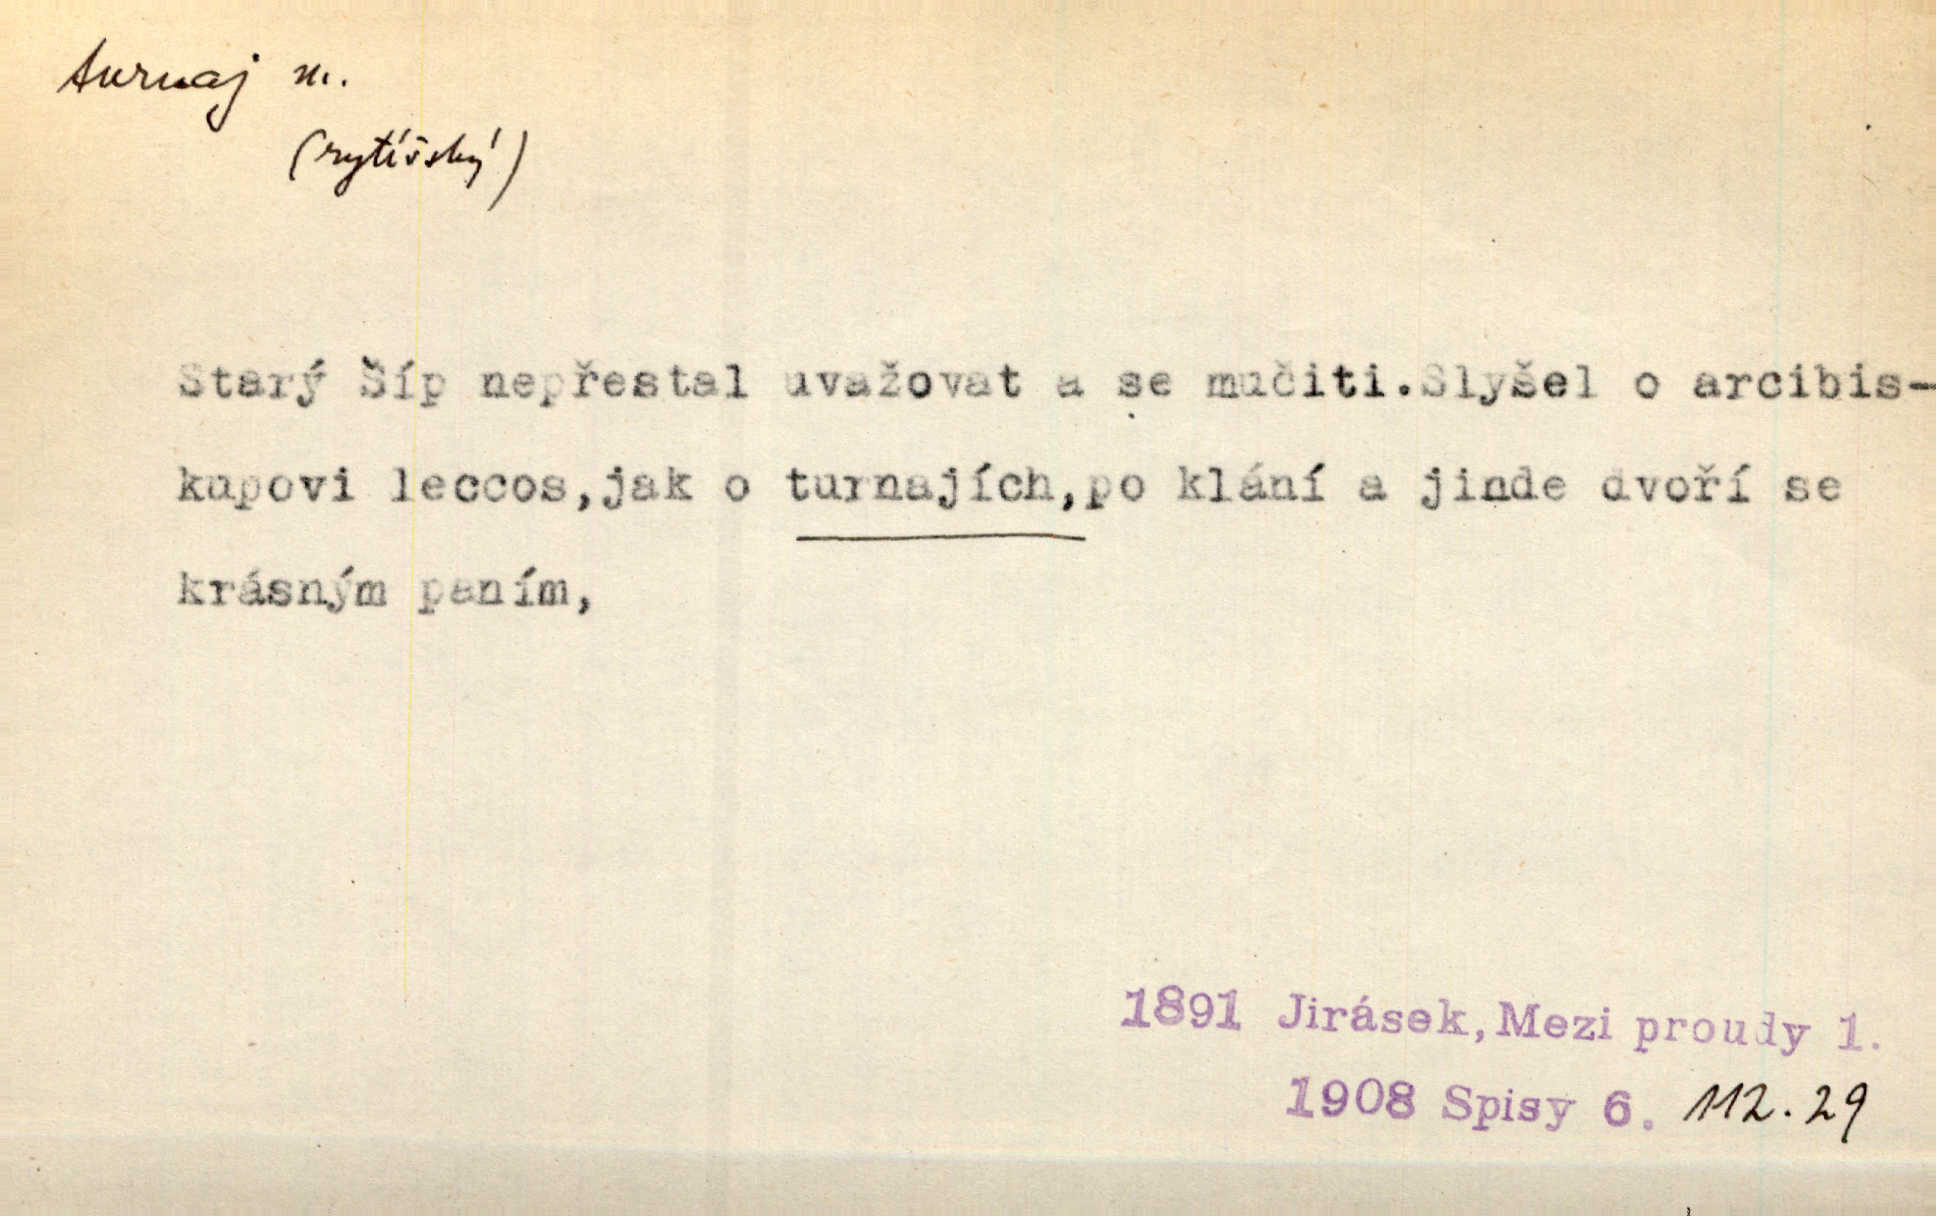 turnaj m.
(rytířský)
Starý Šíp nepřestal uvažovat a se mučiti.Slyšel o arcibis-
kupovi leccos,jak o turnajích,po klání a jinde dvoří se
krásným paním,
1891 Jirásek, Mezi proudy 1.
1908 Spisy 6. 112.29